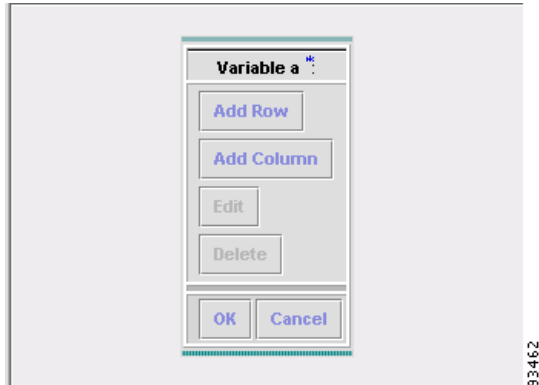 Variable a *:
Add Row
Add Column
Edit
Delete
OK Cancel
93462